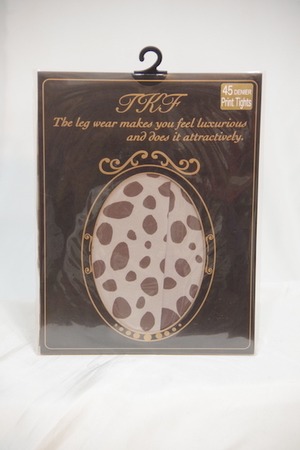 TKF
45 DENIER
Print Tights
The leg wear makes you feel luxurious
and does it attractively.